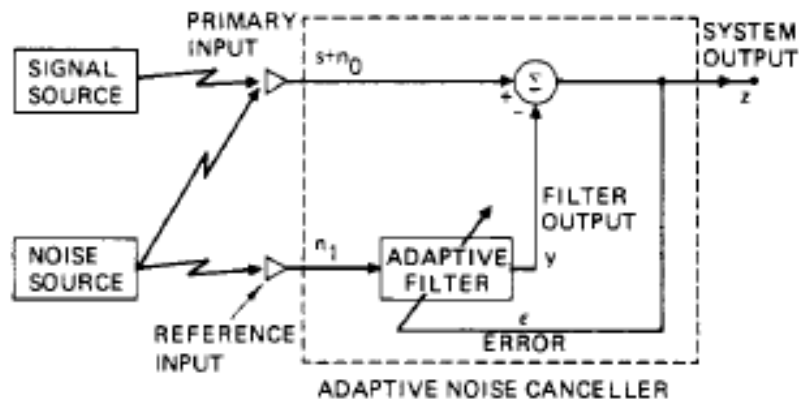 PRIMARY
INPUT
SYSTEM
OUTPUT
SIGNAL
SOURCE
s+n0
Σ
+
-
z
FILTER
OUTPUT
NOISE
SOURCE
n1
ADAPTIVE
FILTER
y
REFERENCE
INPUT
ϵ
ERROR
ADAPTIVE NOISE CANCELLER